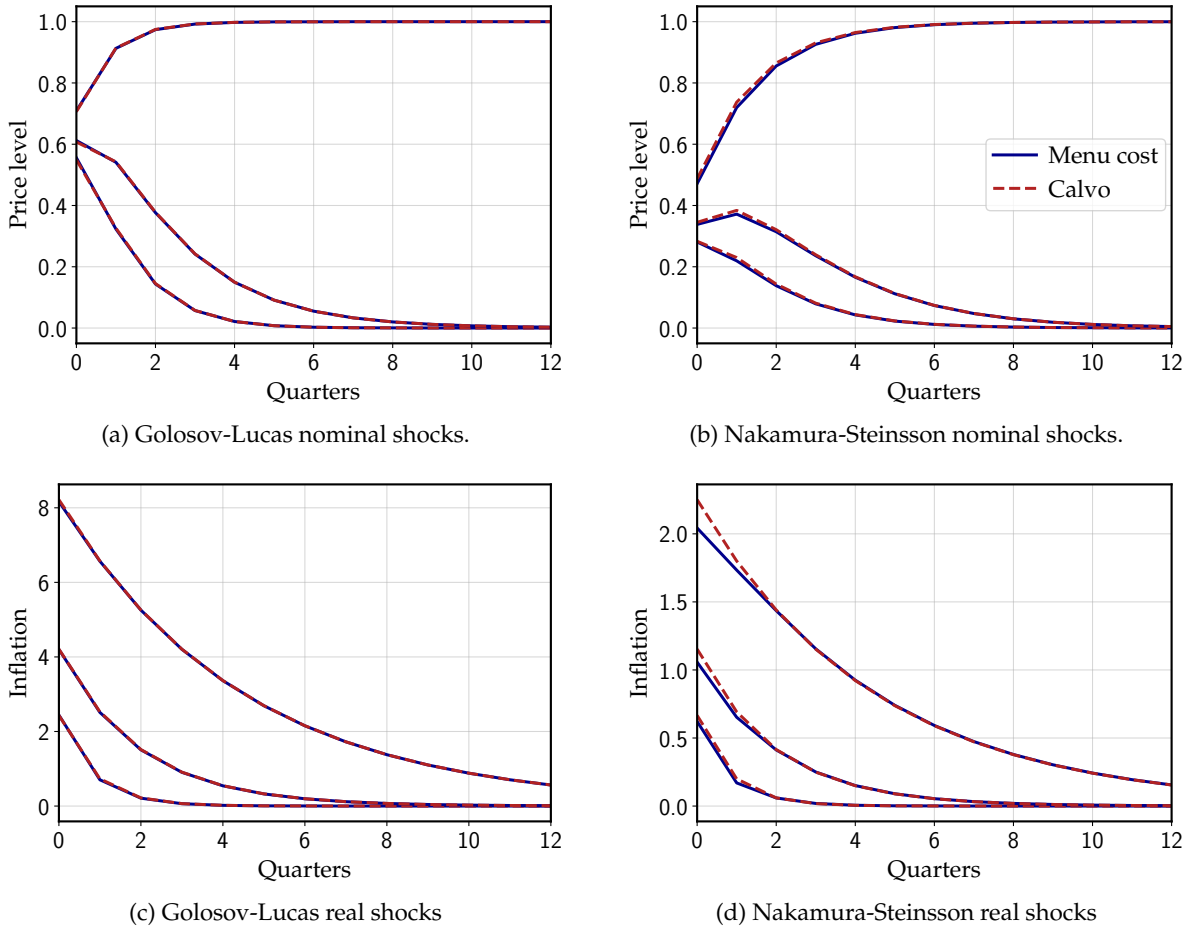 1.0
0.8
0.6
0.4
0.2
0.0
Price level
0 2 4 6 8 10 12
Quarters
(a) Golosov-Lucas nominal shocks.
1.0
0.8
0.6
0.4
0.2
0.0
Price level
Menu cost
Calvo
0 2 4 6 8 10 12
Quarters
(b) Nakamura-Steinsson nominal shocks.
8
6
4
2
0
Inflation
0 2 4 6 8 10 12
Quarters
(c) Golosov-Lucas real shocks
2.0
1.5
1.0
0.5
0.0
Inflation
0 2 4 6 8 10 12
Quarters
(d) Nakamura-Steinsson real shocks